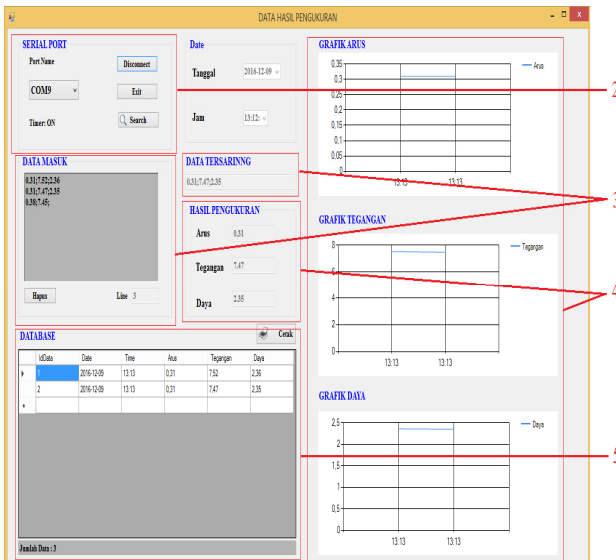 DATA HASIL PENGUKURAN
SERIAL PORT
Port Name
Disconnect
COM9
Exit
Timer: ON
Search
Date
Tanggal
2016-12-09
Jam
13:12:
DATA MASUK
0.31;7.52;2.36
0.31;7.47;2.35
0.38;7.45;
Hapus
Line 3
DATA TERSARINNG
0.31;7.47;2.35
HASIL PENGUKURAN
Arus 0.31
Tegangan 7.47
Daya 2.35
Cetak
DATABASE
IdData Date Time Arus Tegangan Daya
1 2016-12-09 13:13 0,31 7,52 2,36
2 2016-12-09 13:13 0,31 7,47 2,35
Jumlah Data : 3
GRAFIK ARUS
Arus
0,35
0,3
0,25
0,2
0,15
0,1
0,05
0
13:13 13:13
GRAFIK TEGANGAN
Tegangan
8
6
4
2
0
13:13 13:13
GRAFIK DAYA
Daya
2,5
2
1,5
1
0,5
0
13:13 13:13
2
3
4
5